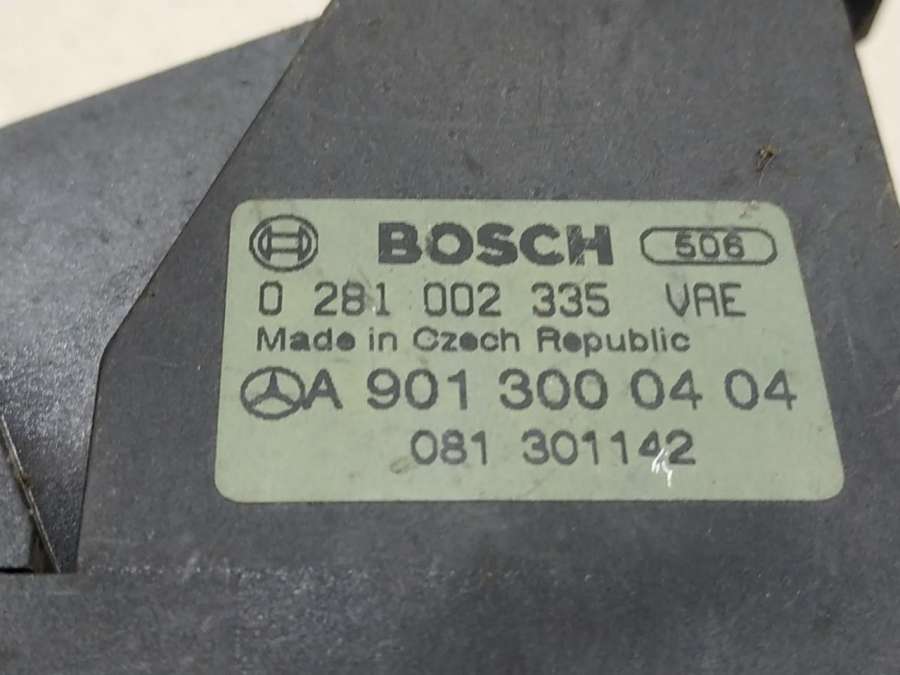 BOSCH 506
0 281 002 335 VAE
Made in Czech Republic
A 901 300 04 04
081 301142